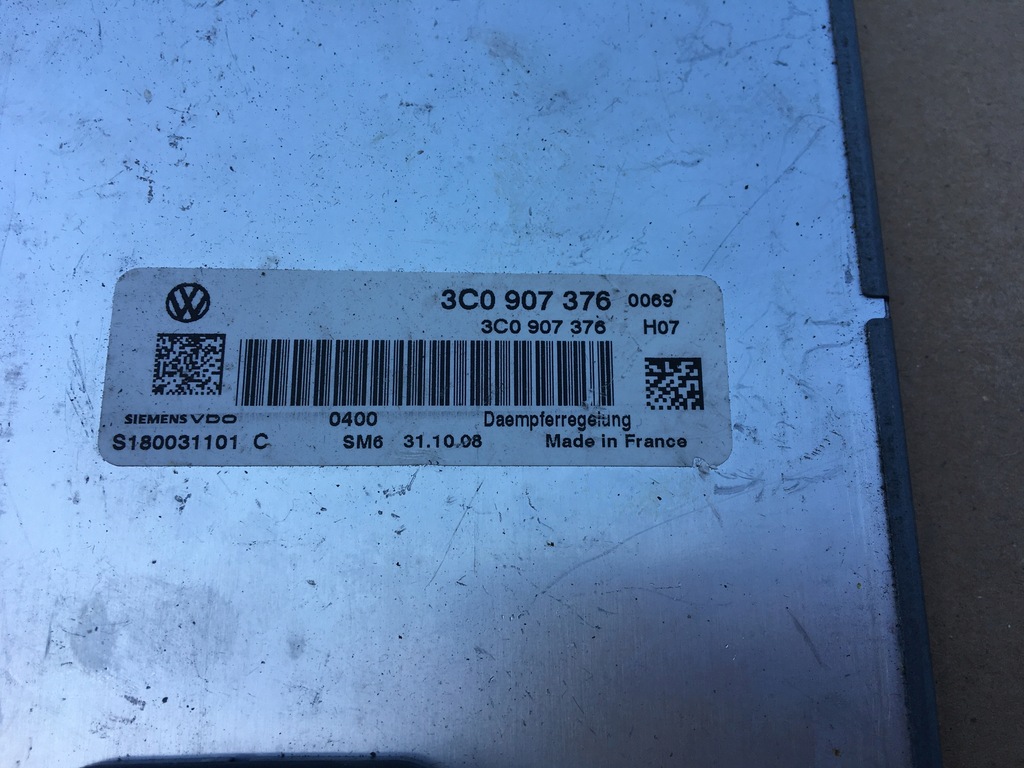 3C0 907 376 0069
3C0 907 376 H07
SIEMENS VDO 0400 Daempferregelung
S180031101 C SM6 31.10.08 Made in France